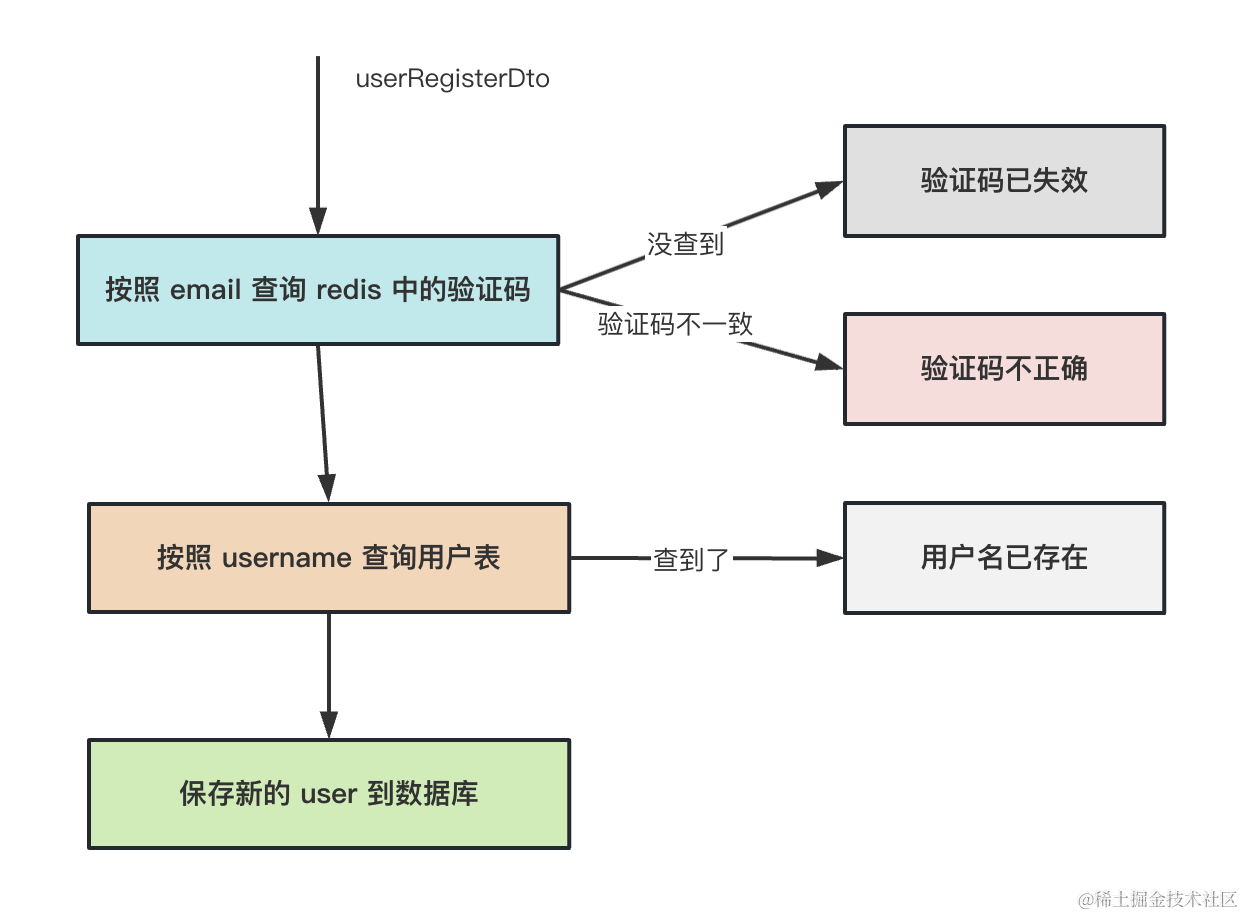 userRegisterDto
验证码已失效
没查到
按照 email 查询 redis 中的验证码
验证码不一致
验证码不正确
按照 username 查询用户表
查到了
用户名已存在
保存新的 user 到数据库
@稀土掘金技术社区